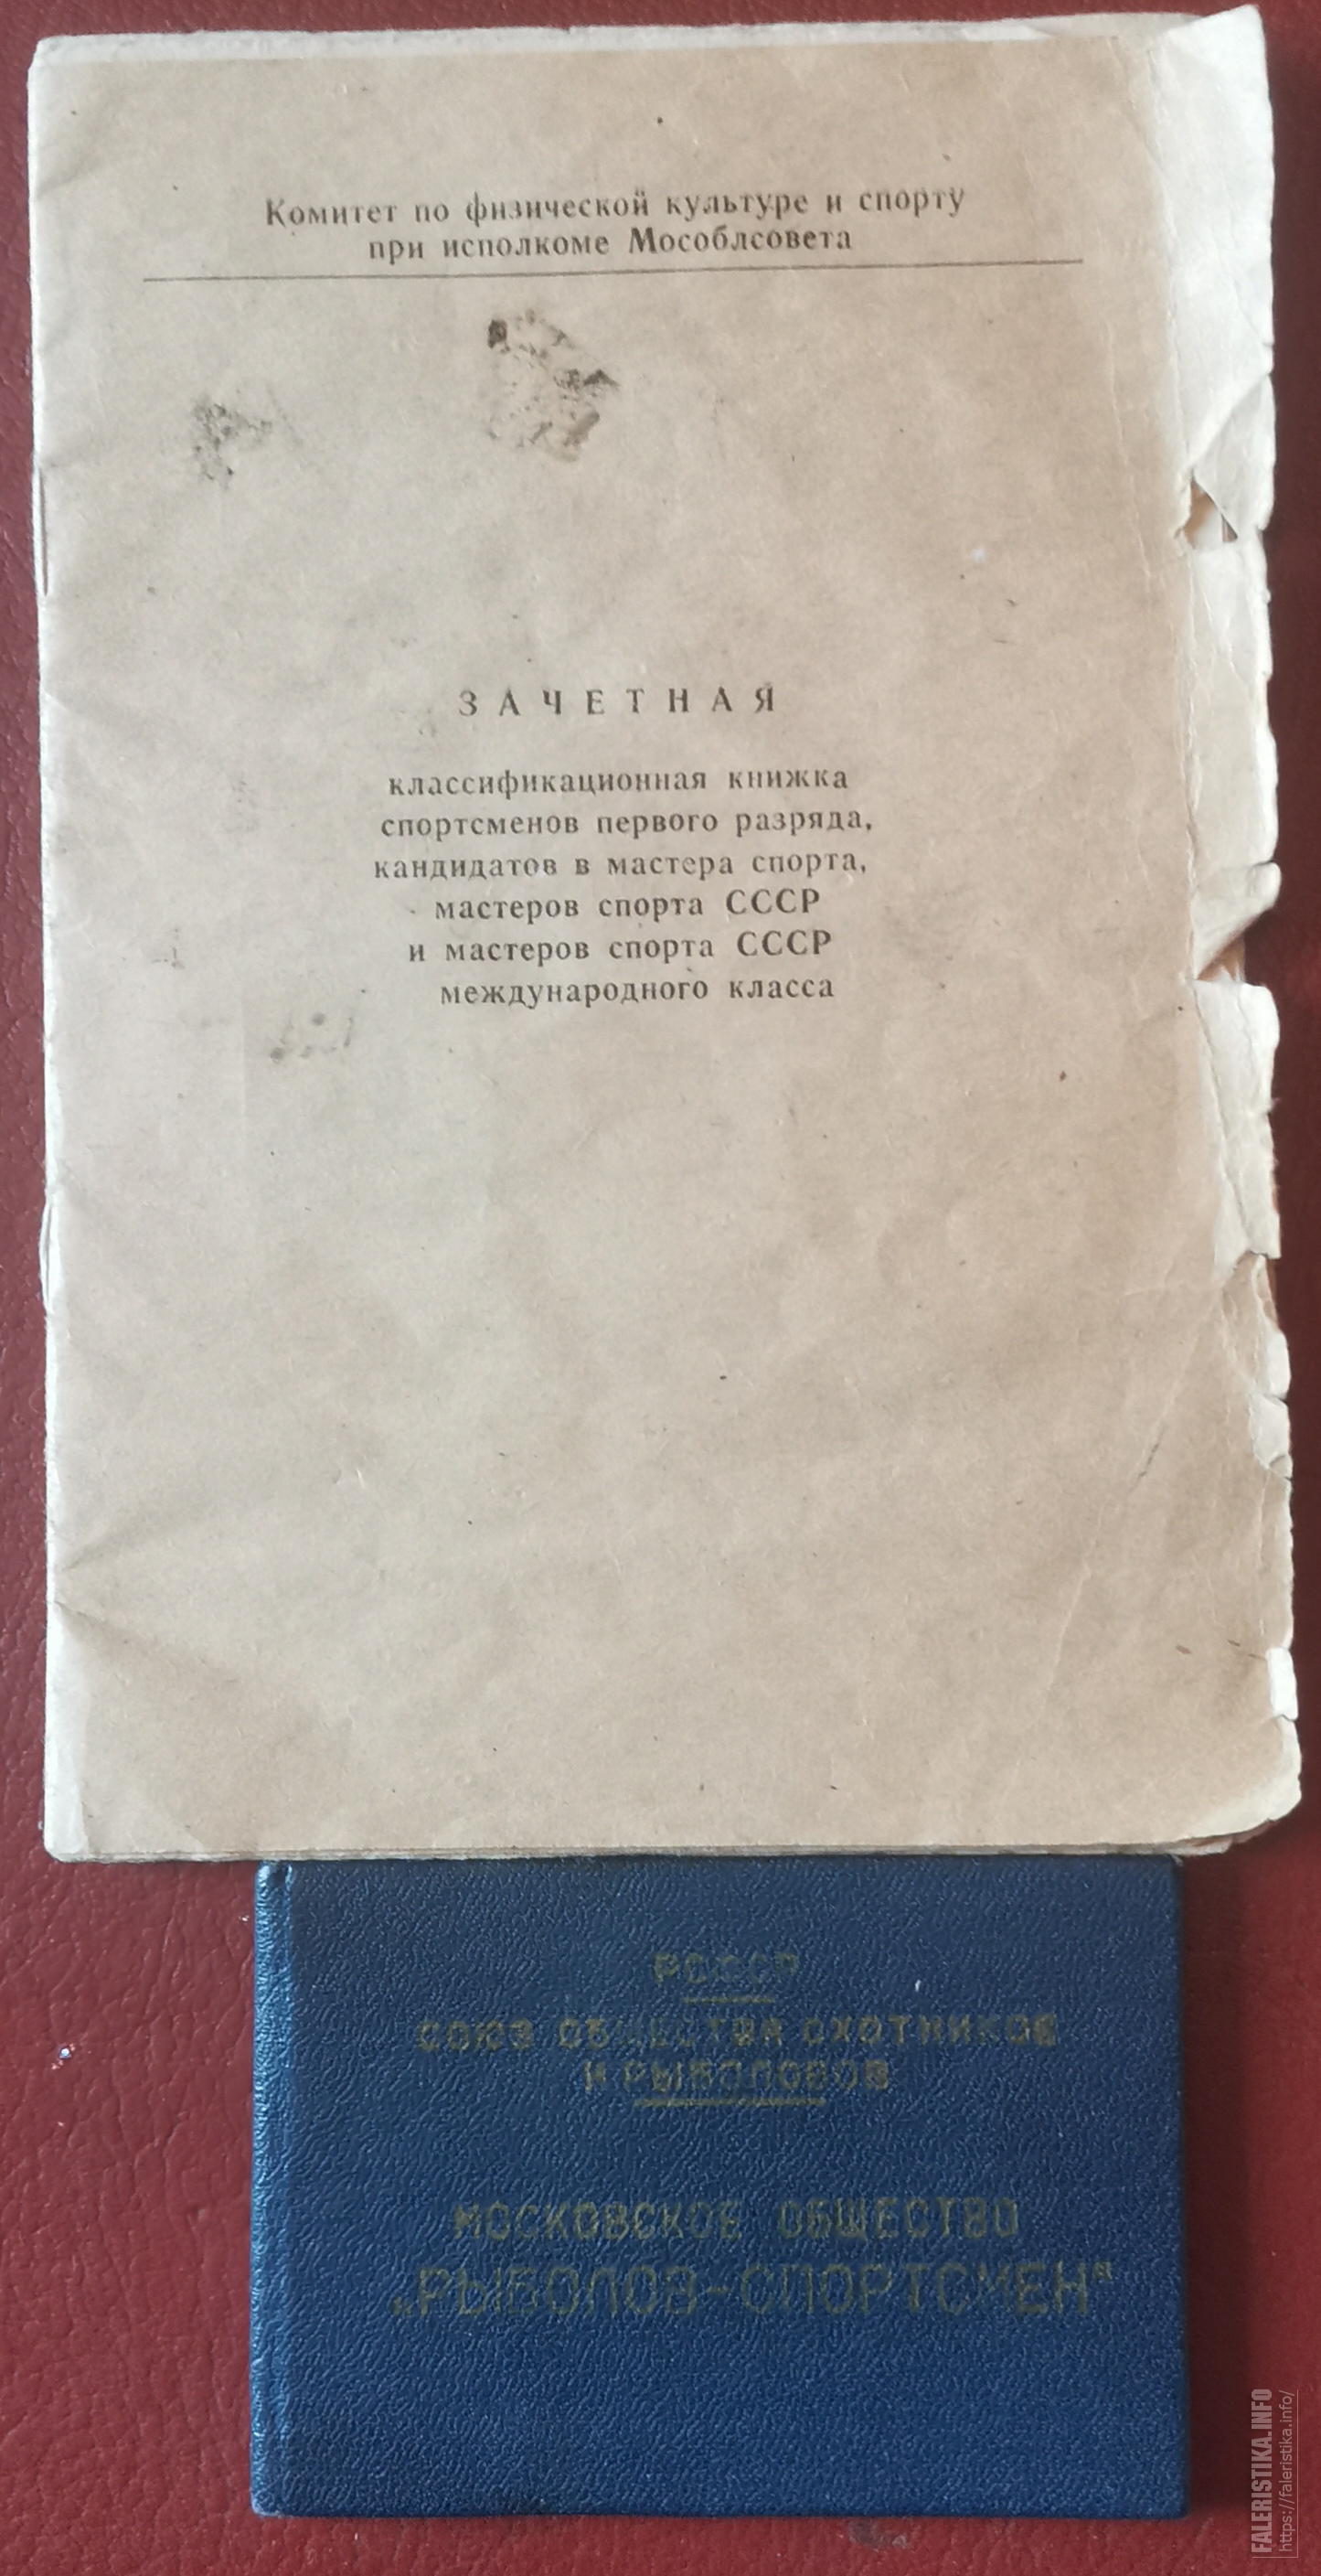 Комитет по физической культуре и спорту
при исполкоме Мособлсовета
ЗАЧЕТНАЯ
классификационная книжка
спортсменов первого разряда,
кандидатов в мастера спорта,
мастеров спорта СССР
и мастеров спорта СССР
международного класса
РСФСР
СОЮЗ ОБЩЕСТВА ОХОТНИКОВ
И РЫБОЛОВОВ
МОСКОВСКОЕ ОБЩЕСТВО
„РЫБОЛОВ-СПОРТСМЕН"
FALERISTIKA.INFO
https://faleristika.info/